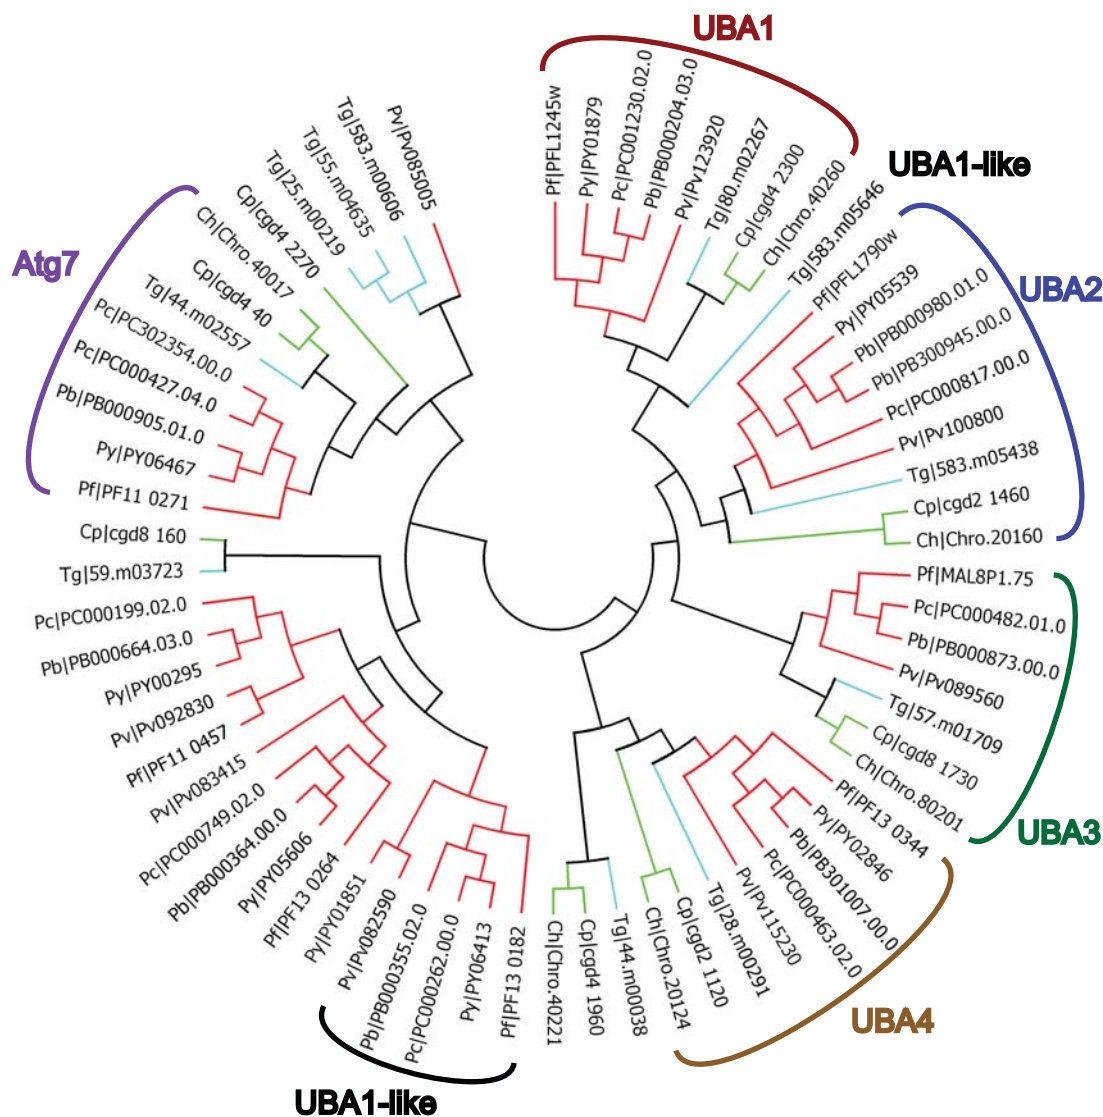 UBA1
Pf|PFL1245w
Py|PY01879
Pc|PC001230.02.0
Pb|PB000204.03.0
Pv|Pv123920
Tg|80.m02267
Cp|cgd4 2300
Ch|Chro.40260
UBA1-like
Tg|583.m05646
UBA2
Pf|PFL1790w
Py|PY05539
Pb|PB000980.01.0
Pb|PB300945.00.0
Pc|PC000817.00.0
Pv|Pv100800
Tg|583.m05438
Cp|cgd2 1460
Ch|Chro.20160
Pf|MAL8P1.75
Pc|PC000482.01.0
Pb|PB000873.00.0
Pv|Pv089560
Tg|57.m01709
Cp|cgd8 1730
Ch|Chro.80201
UBA3
Pf|PF13 0344
Py|PY02846
Pb|PB301007.00.0
Pc|PC000463.02.0
Pv|Pv115230
Tg|28.m00291
Cp|cgd2 1120
Ch|Chro.20124
UBA4
Tg|44.m00038
Cp|cgd4 1960
Ch|Chro.40221
Pf|PF13 0182
Py|PY06413
Pc|PC000262.00.0
Pb|PB000355.02.0
Pv|Pv082590
Py|PY01851
UBA1-like
Pf|PF13 0264
Py|PY05606
Pb|PB000364.00.0
Pc|PC000749.02.0
Pv|Pv083415
Pf|PF11 0457
Pv|Pv092830
Py|PY00295
Pb|PB000664.03.0
Pc|PC000199.02.0
Tg|59.m03723
Cp|cgd8 160
Pf|PF11 0271
Py|PY06467
Pb|PB000905.01.0
Pc|PC000427.04.0
Pc|PC302354.00.0
Tg|44.m02557
Cp|cgd4 40
Ch|Chro.40017
Atg7
Cp|cgd4 2270
Tg|25.m00219
Tg|55.m04635
Tg|583.m00606
Pv|Pv085005